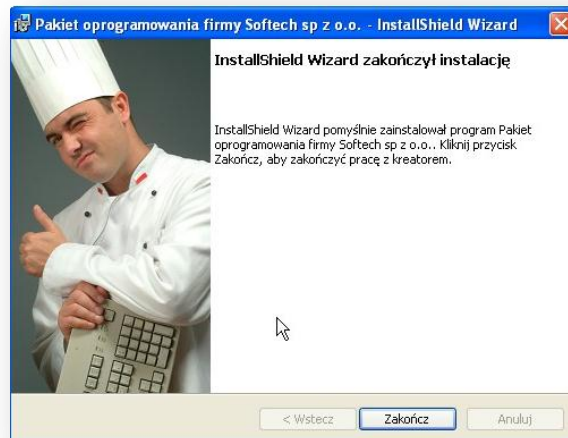 Pakiet oprogramowania firmy Softech sp z o.o. - InstallShield Wizard
InstallShield Wizard zakończył instalację
InstallShield Wizard pomyślnie zainstalował program Pakiet
oprogramowania firmy Softech sp z o.o.. Kliknij przycisk
Zakończ, aby zakończyć pracę z kreatorem.
< Wstecz
Zakończ
Anuluj